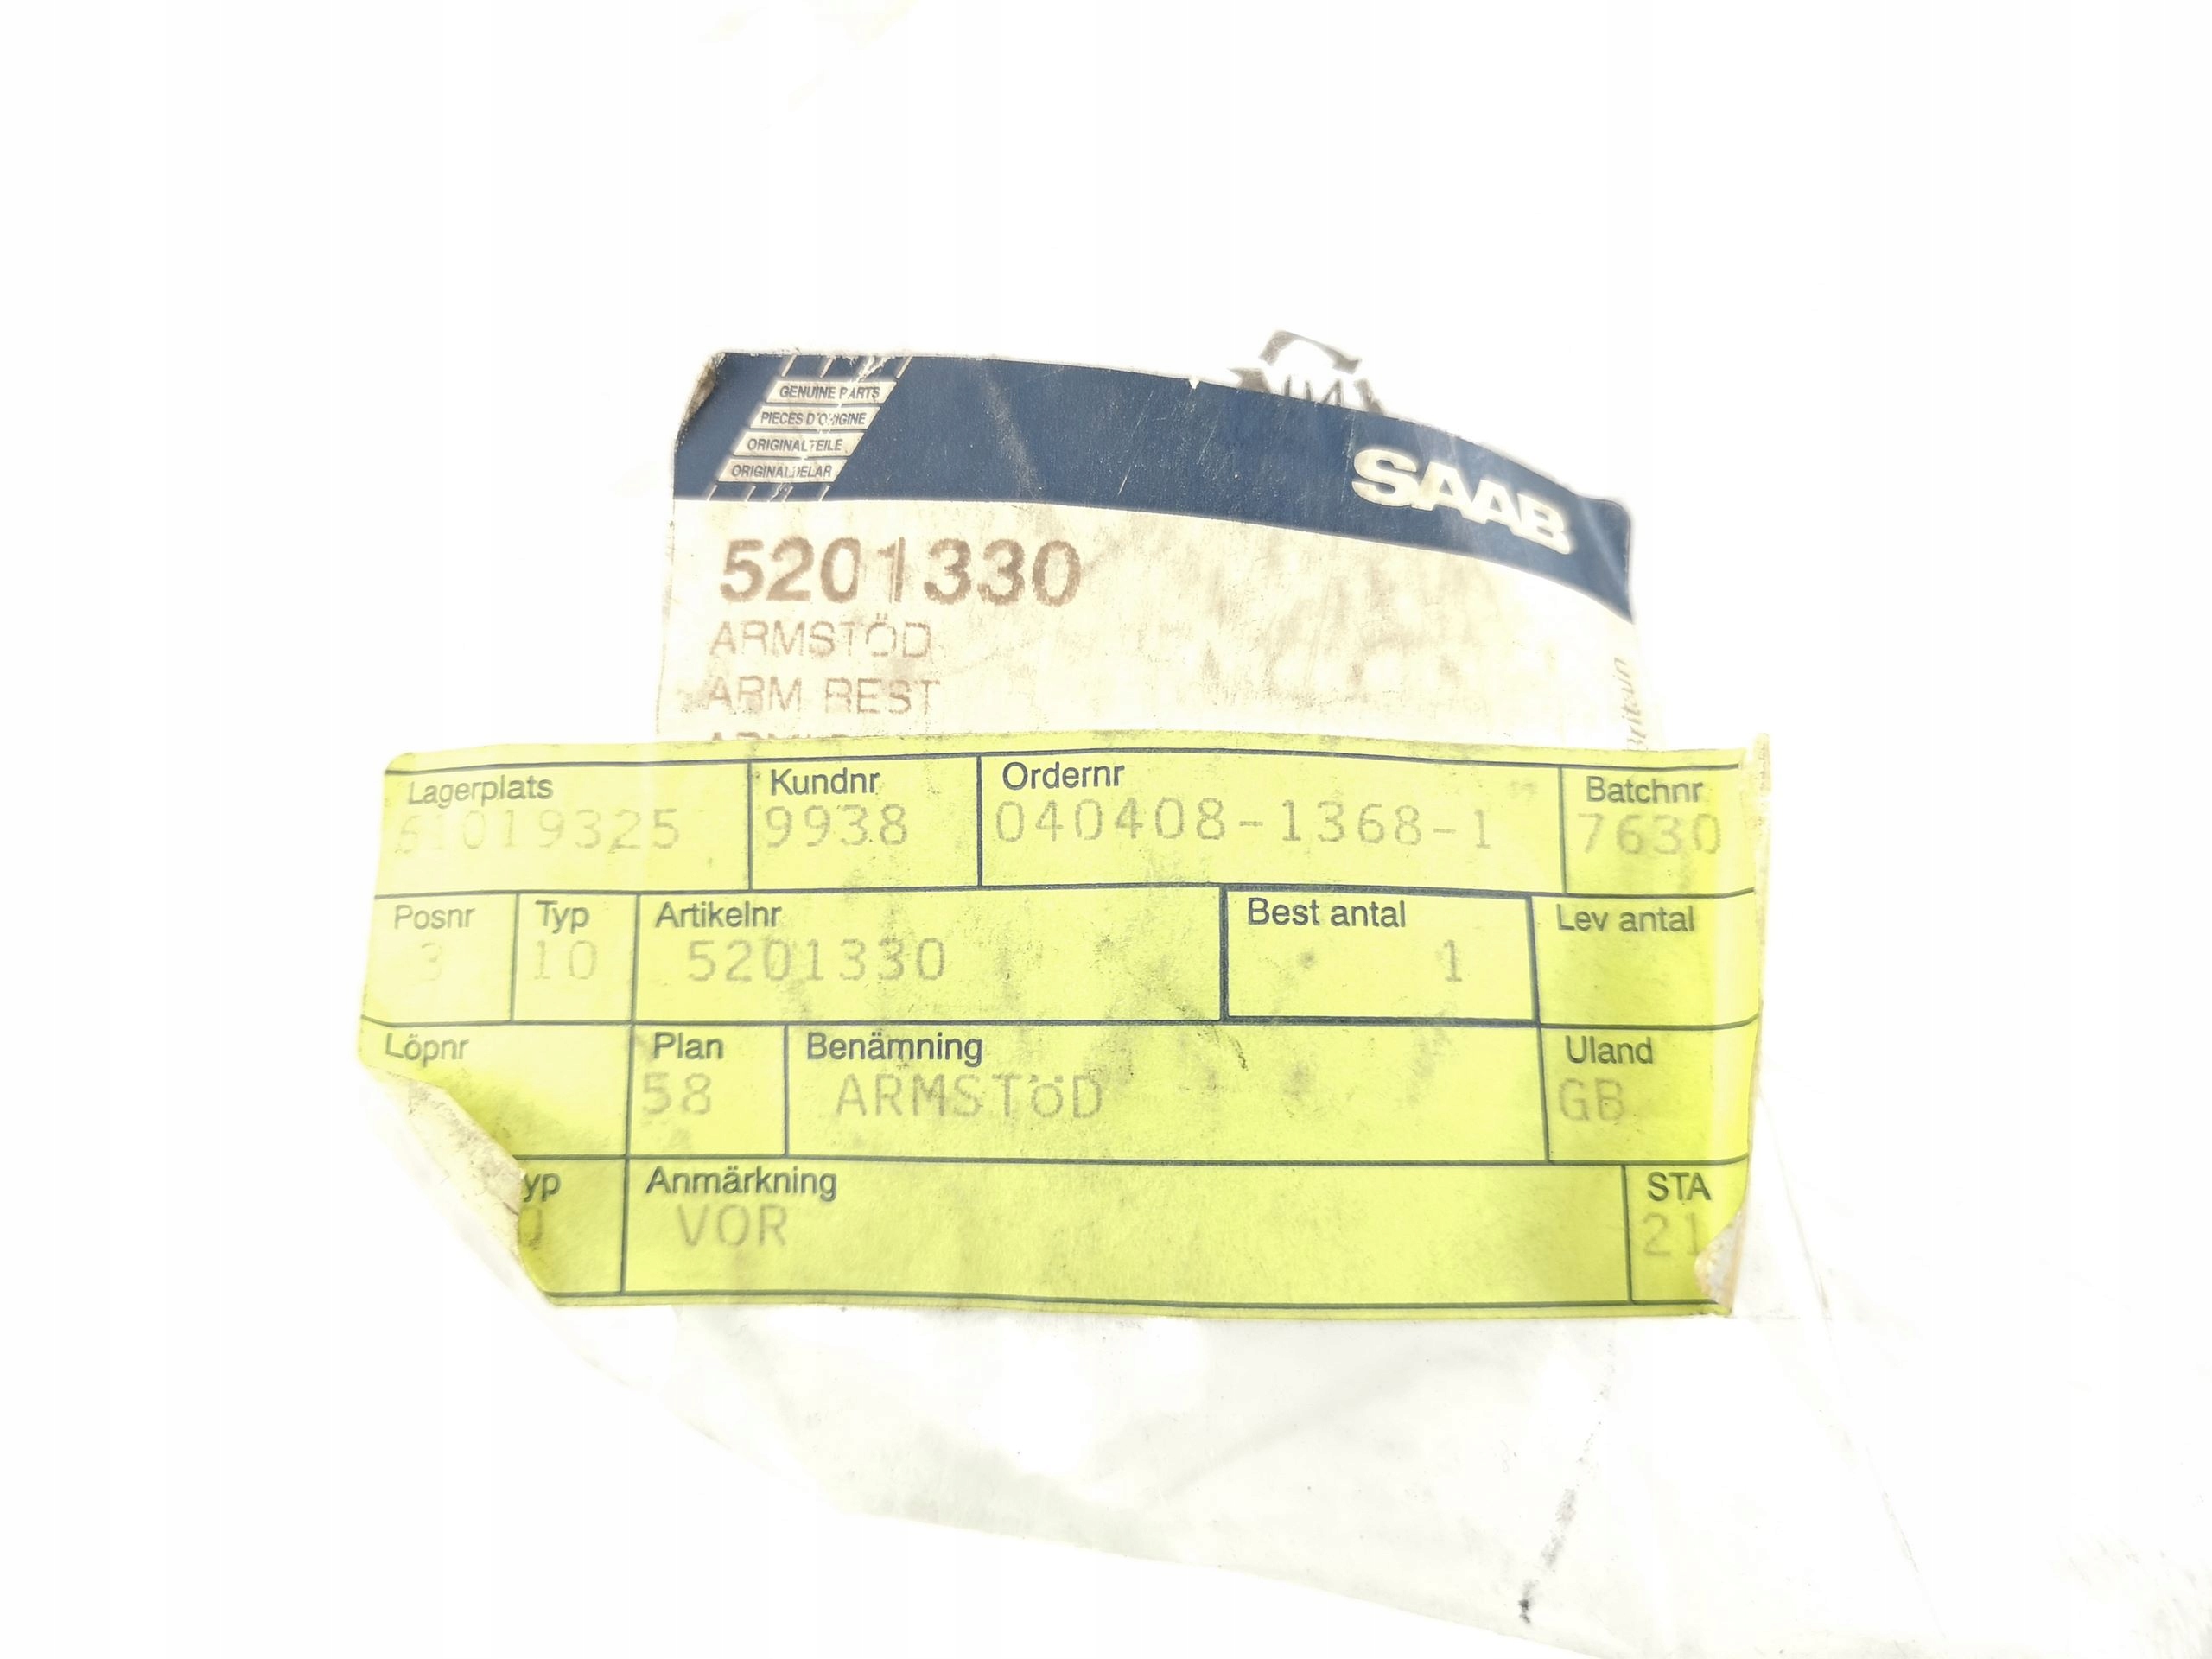 GENUINE PARTS
PIECES D'ORIGINE
ORIGINALTEILE
ORIGINALDELAR
SAAB
5201330
ARMSTÖD
ARM REST
Lagerplats Kundnr Ordernr Batchnr
61019325 9938 040408-1368-1 7630
Posnr Typ Artikelnr Best antal Lev antal
3 10 5201330 1
Löpnr Plan Benämning Uland
58 ARMSTÖD GB
yp Anmärkning STA
0 VOR 21